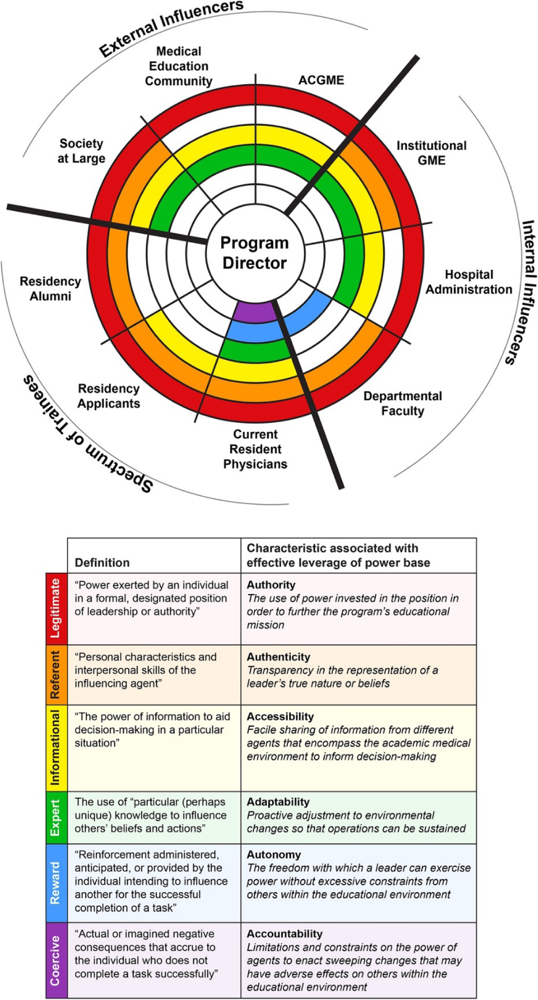 External Influencers
Medical
Education
Community
ACGME
Society
at Large
Institutional
GME
Program
Director
Internal Influencers
Residency
Alumni
Hospital
Administration
Spectrum of Trainees
Residency
Applicants
Departmental
Faculty
Current
Resident
Physicians
Definition
Characteristic associated with
effective leverage of power base
Legitimate
“Power exerted by an individual
in a formal, designated position
of leadership or authority”
Authority
The use of power invested in the position in
order to further the program’s educational
mission
Referent
“Personal characteristics and
interpersonal skills of the
influencing agent”
Authenticity
Transparency in the representation of a
leader’s true nature or beliefs
Informational
“The power of information to aid
decision-making in a particular
situation”
Accessibility
Facile sharing of information from different
agents that encompass the academic medical
environment to inform decision-making
Expert
The use of “particular (perhaps
unique) knowledge to influence
others’ beliefs and actions”
Adaptability
Proactive adjustment to environmental
changes so that operations can be sustained
Reward
“Reinforcement administered,
anticipated, or provided by the
individual intending to influence
another for the successful
completion of a task”
Autonomy
The freedom with which a leader can exercise
power without excessive constraints from
others within the educational environment
Coercive
“Actual or imagined negative
consequences that accrue to
the individual who does not
complete a task successfully”
Accountability
Limitations and constraints on the power of
agents to enact sweeping changes that may
have adverse effects on others within the
educational environment